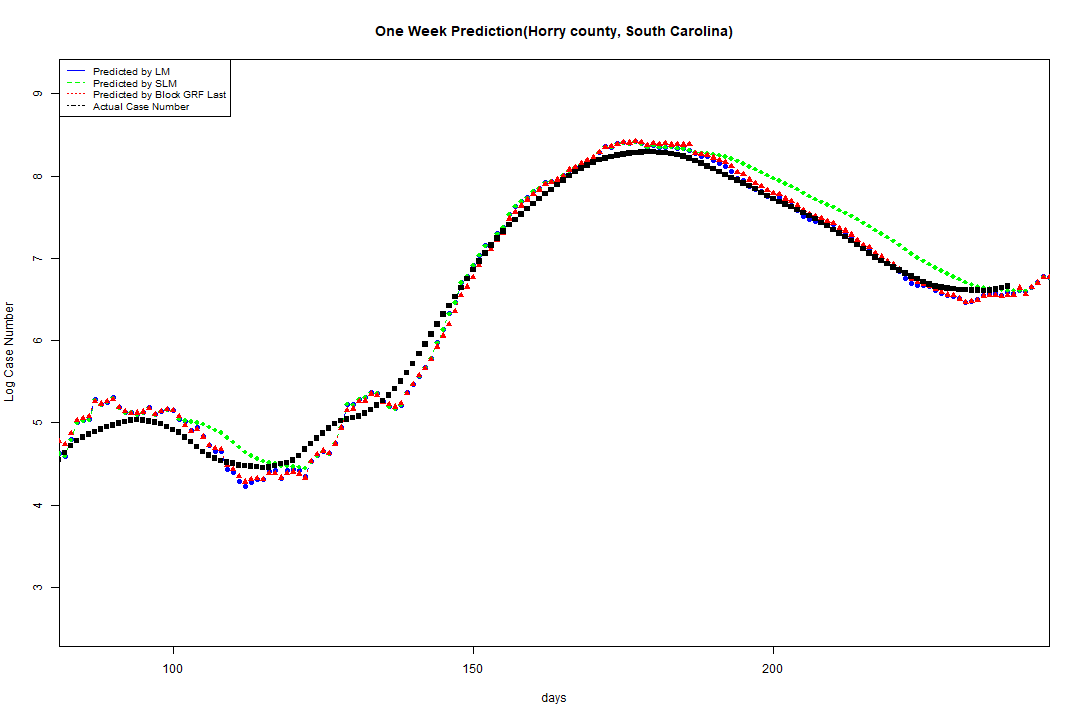 One Week Prediction(Horry county, South Carolina)
Predicted by LM
Predicted by SLM
Predicted by Block GRF Last
Actual Case Number
9
8
7
6
5
4
3
Log Case Number
100 150 200
days